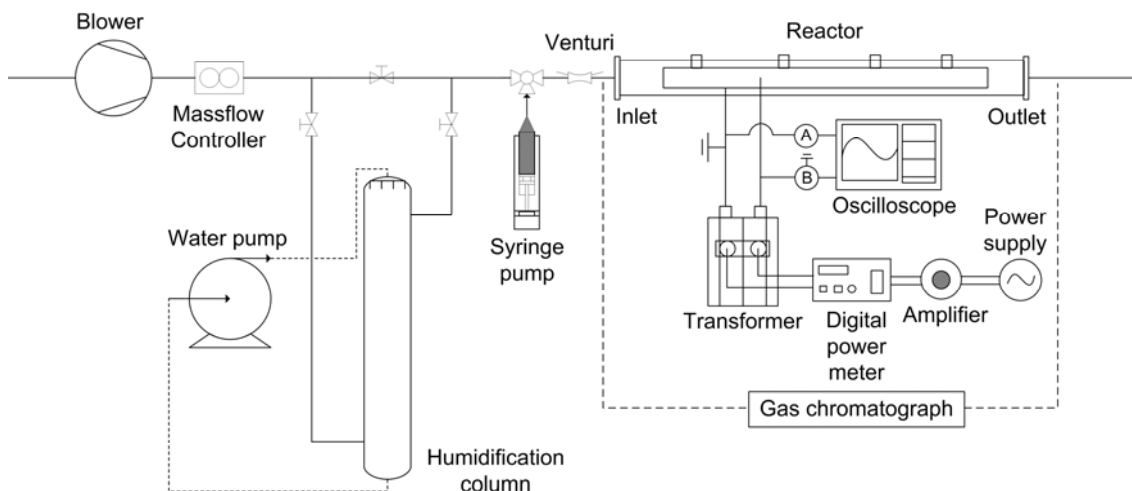 Blower
Massflow
Controller
Venturi
Reactor
Inlet
Outlet
A
B
Oscilloscope
Power
supply
Water pump
Syringe
pump
Transformer
Digital
power
meter
Amplifier
Gas chromatograph
Humidification
column